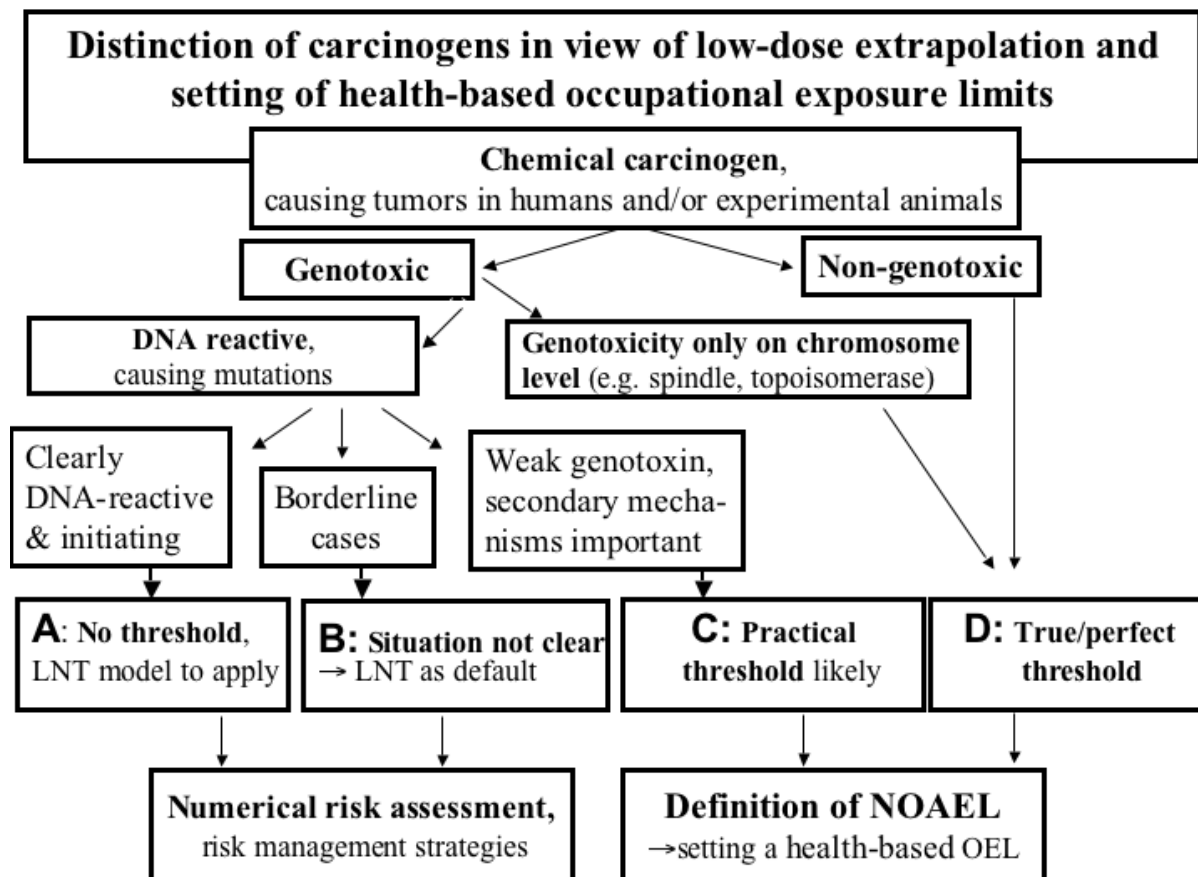 Distinction of carcinogens in view of low-dose extrapolation and
setting of health-based occupational exposure limits
Chemical carcinogen,
causing tumors in humans and/or experimental animals
Genotoxic
Non-genotoxic
DNA reactive,
causing mutations
Genotoxicity only on chromosome
level (e.g. spindle, topoisomerase)
Clearly
DNA-reactive
& initiating
Borderline
cases
Weak genotoxin,
secondary mecha-
nisms important
A: No threshold,
LNT model to apply
B: Situation not clear
→ LNT as default
C: Practical
threshold likely
D: True/perfect
threshold
Numerical risk assessment,
risk management strategies
Definition of NOAEL
→setting a health-based OEL